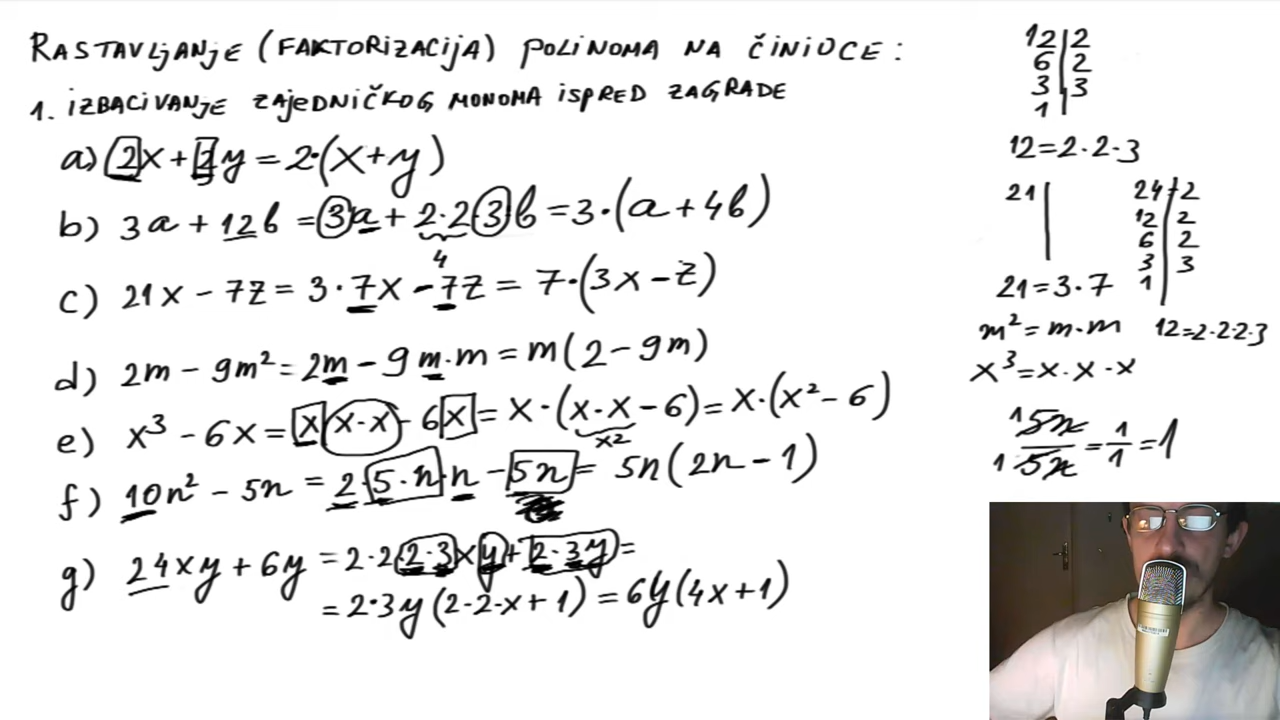 RASTAVLJANJE (FAKTORIZACIJA) POLINOMA NA ČINIOCE:
1. IZBACIVANJE ZAJEDNIČKOG MONOMA ISPRED ZAGRADE
a) 2x + 2y = 2·(x+y)
b) 3a + 12b = 3a + 2·2·3b = 3·(a + 4b)
4
c) 21x - 7z = 3·7x - 7z = 7·(3x - z)
d) 2m - 9m² = 2m - 9m·m = m(2 - 9m)
e) x³ - 6x = x x·x - 6x = x·(x·x - 6) = x·(x² - 6)
x²
f) 10n² - 5n = 2·5·n·n - 5n = 5n(2n - 1)
g) 24xy + 6y = 2·2·2·3xy + 2·3y =
= 2·3y(2·2·x + 1) = 6y(4x + 1)
12 | 2
6 | 2
3 | 3
1 |
12 = 2·2·3
21 |
21 = 3·7
24 | 2
12 | 2
6 | 2
3 | 3
1 |
12 = 2·2·2·3
m² = m·m
x³ = x·x·x
1 5n / 1 5n = 1/1 = 1